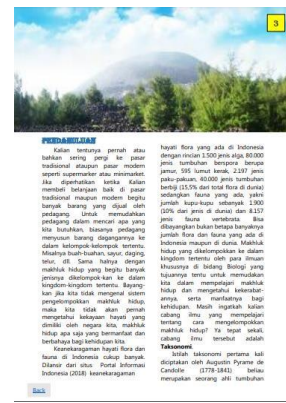 3
PENDAHULUAN
Kalian tentunya pernah atau
bahkan sering pergi ke pasar
tradisional ataupun pasar modern
seperti supermarker atau minimarket.
Jika diperhatikan ketika Kalian
membeli belanjaan baik di pasar
tradisional maupun modern begitu
banyak barang yang dijual oleh
pedagang. Untuk memudahkan
pedagang dalam mencari apa yang
kita butuhkan, biasanya pedagang
menyusun barang dagangannya ke
dalam kelompok-kelompok tertentu.
Misalnya buah-buahan, sayur, daging,
telur, dll. Sama halnya dengan
makhluk hidup yang begitu banyak
jenisnya dikelompok-kan ke dalam
kingdom-kingdom tertentu. Bayang-
kan jika kita tidak mengenal sistem
pengelompokkan makhluk hidup,
maka kita tidak akan pernah
mengetahui kekayaan hayati yang
dimiliki oleh negara kita, makhluk
hidup apa saja yang bermanfaat dan
berbahaya bagi kehidupan kita.
Keanekaragaman hayati flora dan
fauna di Indonesia cukup banyak.
Dilansir dari situs Portal Informasi
Indonesia (2018) keanekaragaman
hayati flora yang ada di Indonesia
dengan rincian 1.500 jenis alga, 80.000
jenis tumbuhan berspora berupa
jamur, 595 lumut kerak, 2.197 jenis
paku-pakuan, 40.000 jenis tumbuhan
berbiji (15,5% dari total flora di dunia)
sedangkan fauna yang ada, yakni
jumlah kupu-kupu sebanyak 1.900
(10% dari jenis di dunia) dan 8.157
jenis fauna vertebrata. Bisa
dibayangkan bukan betapa banyaknya
jumlah flora dan fauna yang ada di
Indonesia maupun di dunia. Makhluk
hidup yang dikelompokkan ke dalam
kingdom tertentu oleh para ilmuan
khususnya di bidang Biologi yang
tujuannya tentu untuk memudahkan
kita dalam mempelajari makhluk
hidup dan mengetahui kekerabat-
annya, serta manfaatnya bagi
kehidupan. Masih ingatkah kalian
cabang ilmu yang mempelajari
tentang cara mengelompokkan
makhluk hidup? Ya tepat sekali,
cabang ilmu tersebut adalah
Taksonomi.
Istilah taksonomi pertama kali
diciptakan oleh Augustin Pyrame de
Candolle (1778-1841) beliau
merupakan seorang ahli tumbuhan
Back